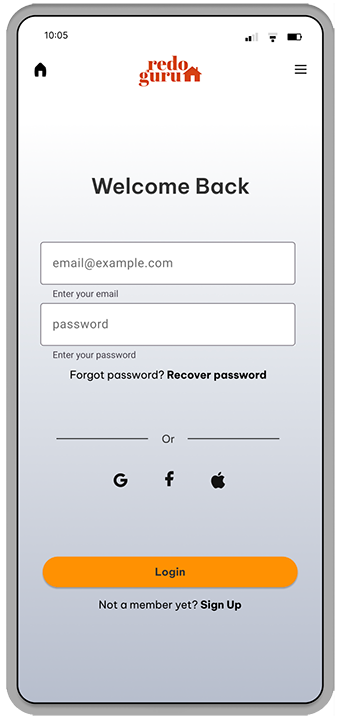 10:05
redo
guru
Welcome Back
email@example.com
Enter your email
password
Enter your password
Forgot password? Recover password
Or
G f
Login
Not a member yet? Sign Up